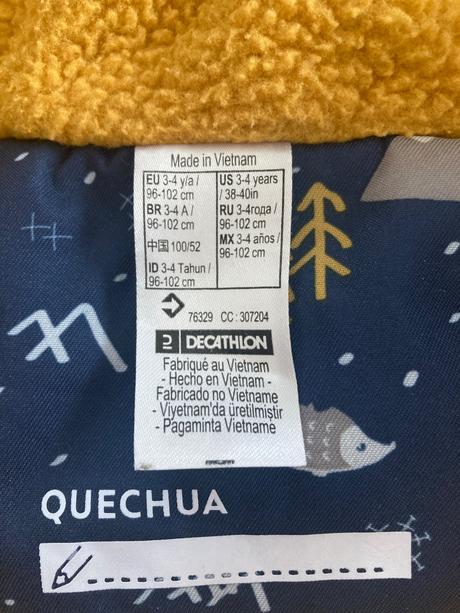 Made in Vietnam
EU 3-4 y/a /
96-102 cm
BR 3-4 A /
96-102 cm
中国 100/52
ID 3-4 Tahun /
96-102 cm
US 3-4 years
/ 38-40in
RU 3-4года /
96-102 cm
MX 3-4 años /
96-102 cm
76329 CC : 307204
DECATHLON
Fabriqué au Vietnam
- Hecho en Vietnam -
Fabricado no Vietname
- Viyetnam'da üretilmiştir
- Pagaminta Vietname
QUECHUA